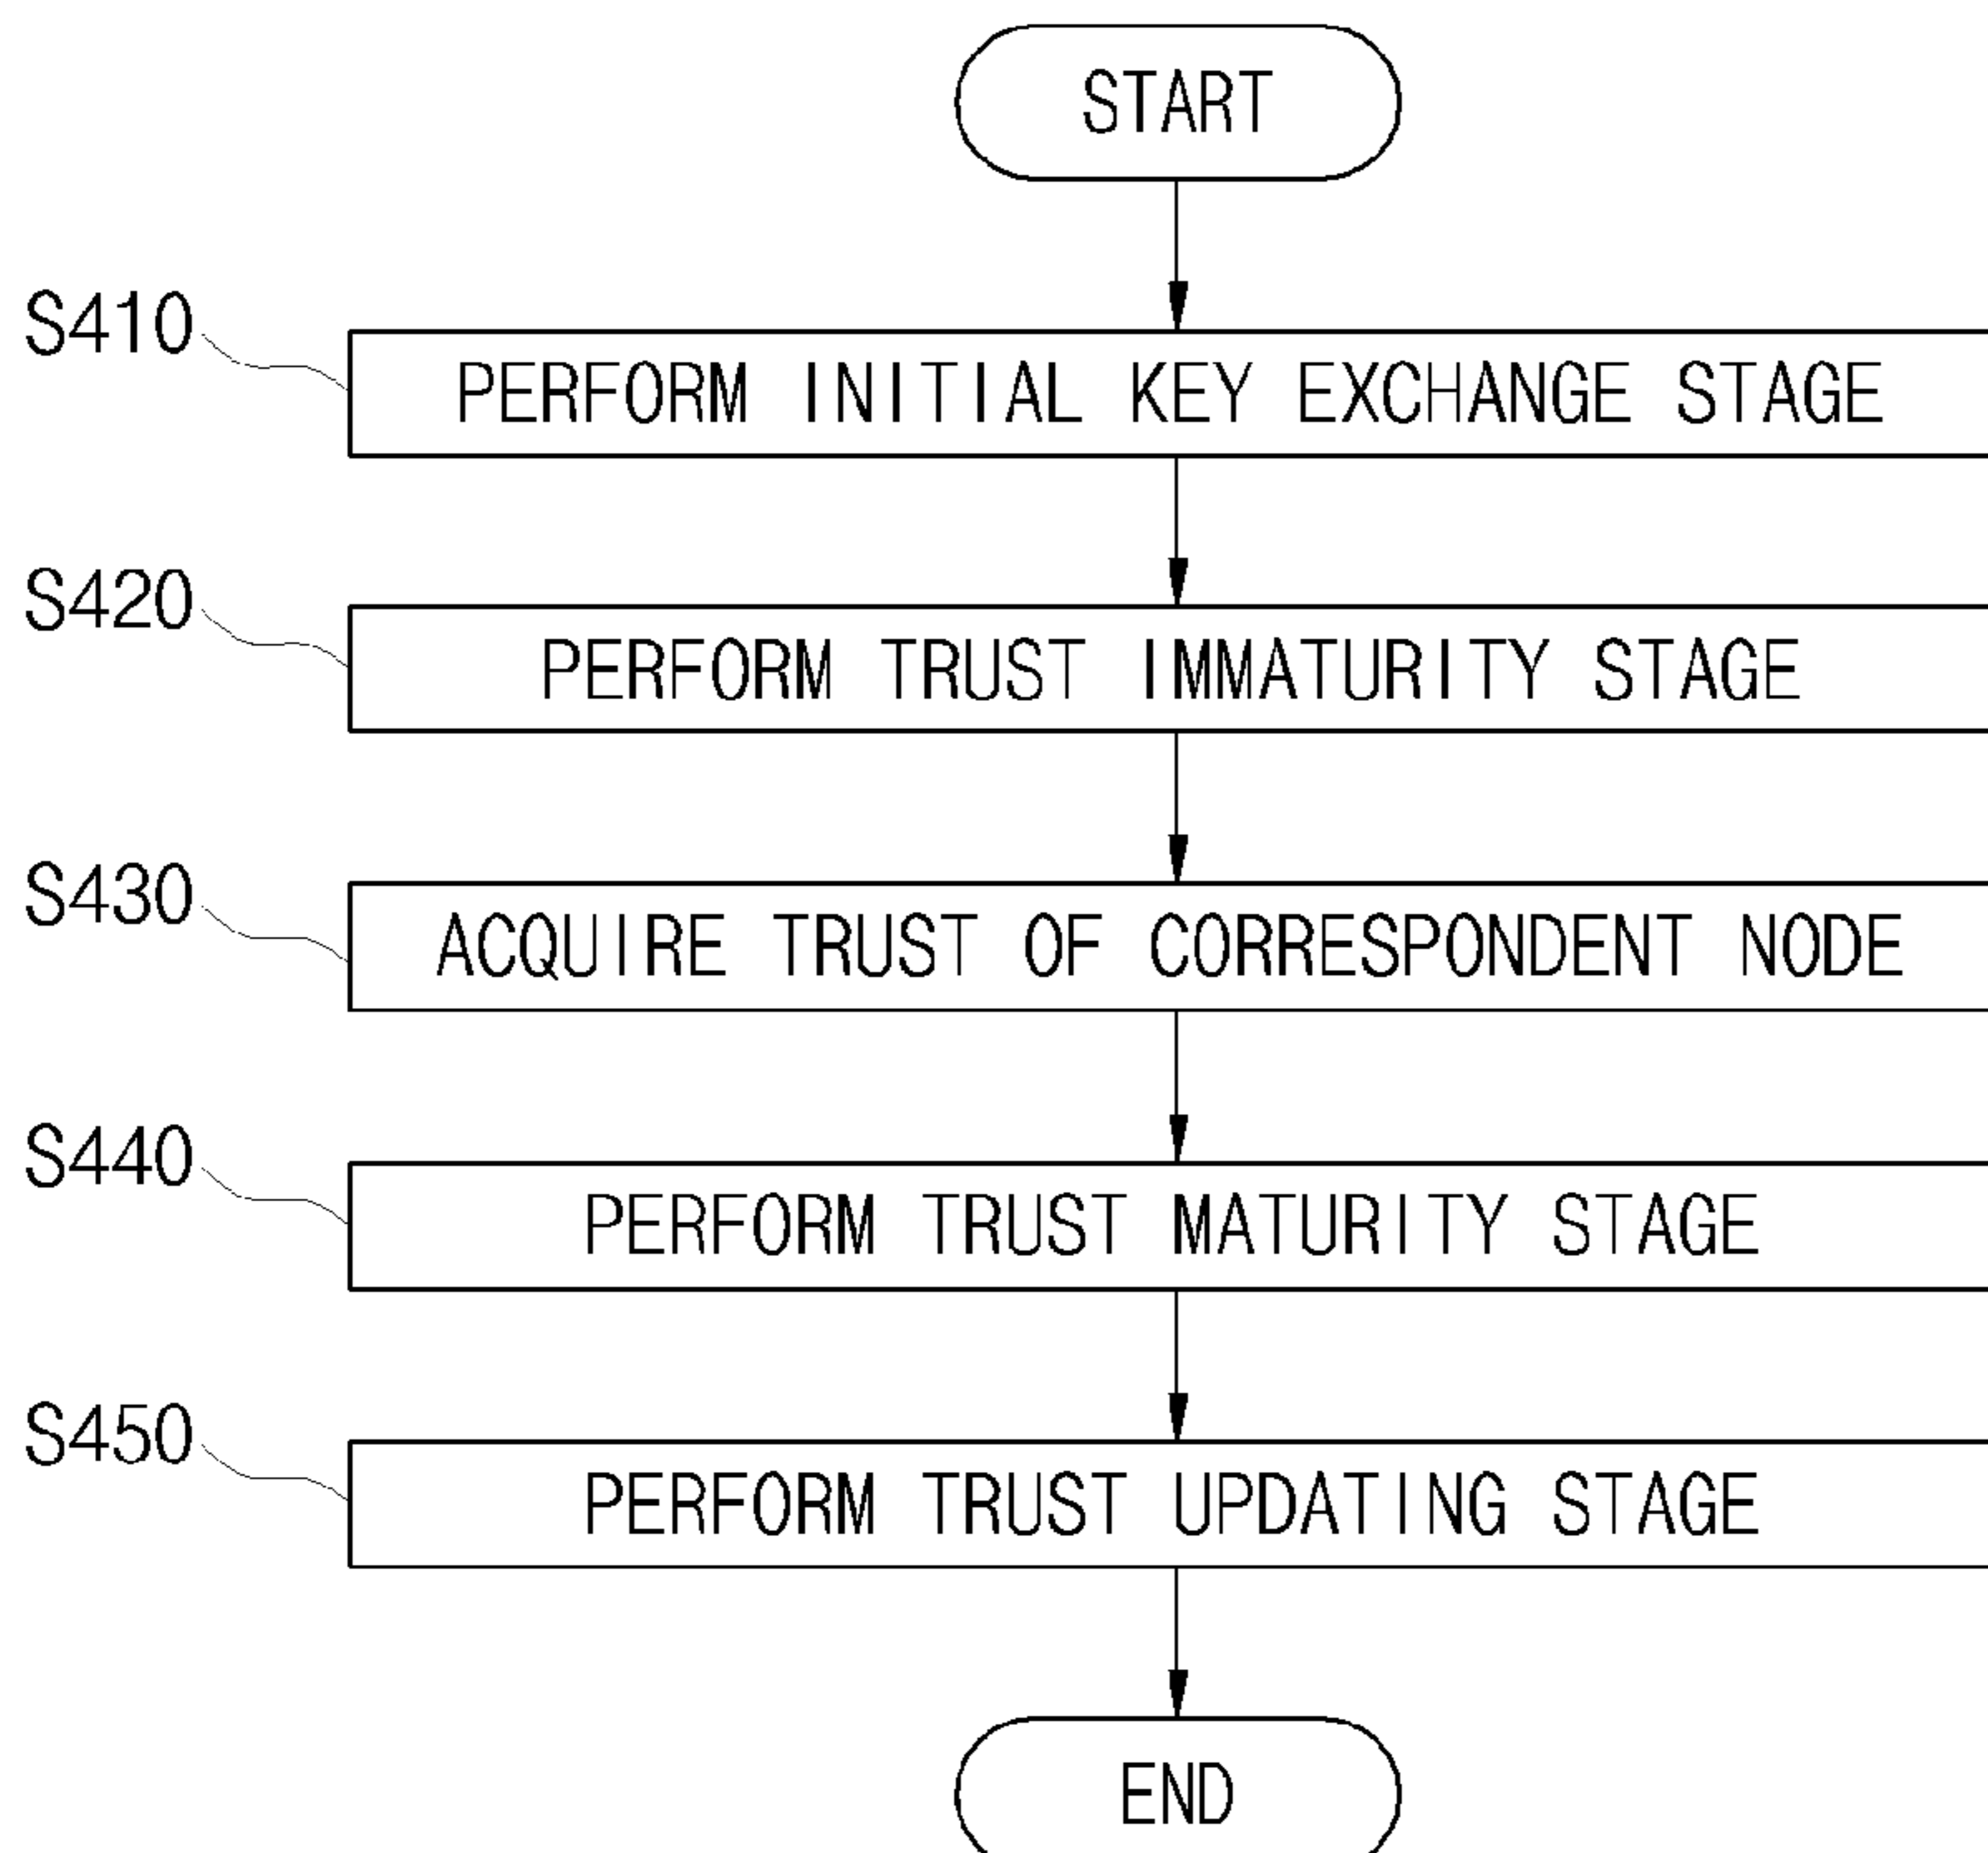 START
S410
PERFORM INITIAL KEY EXCHANGE STAGE
S420
PERFORM TRUST IMMATURITY STAGE
S430
ACQUIRE TRUST OF CORRESPONDENT NODE
S440
PERFORM TRUST MATURITY STAGE
S450
PERFORM TRUST UPDATING STAGE
END